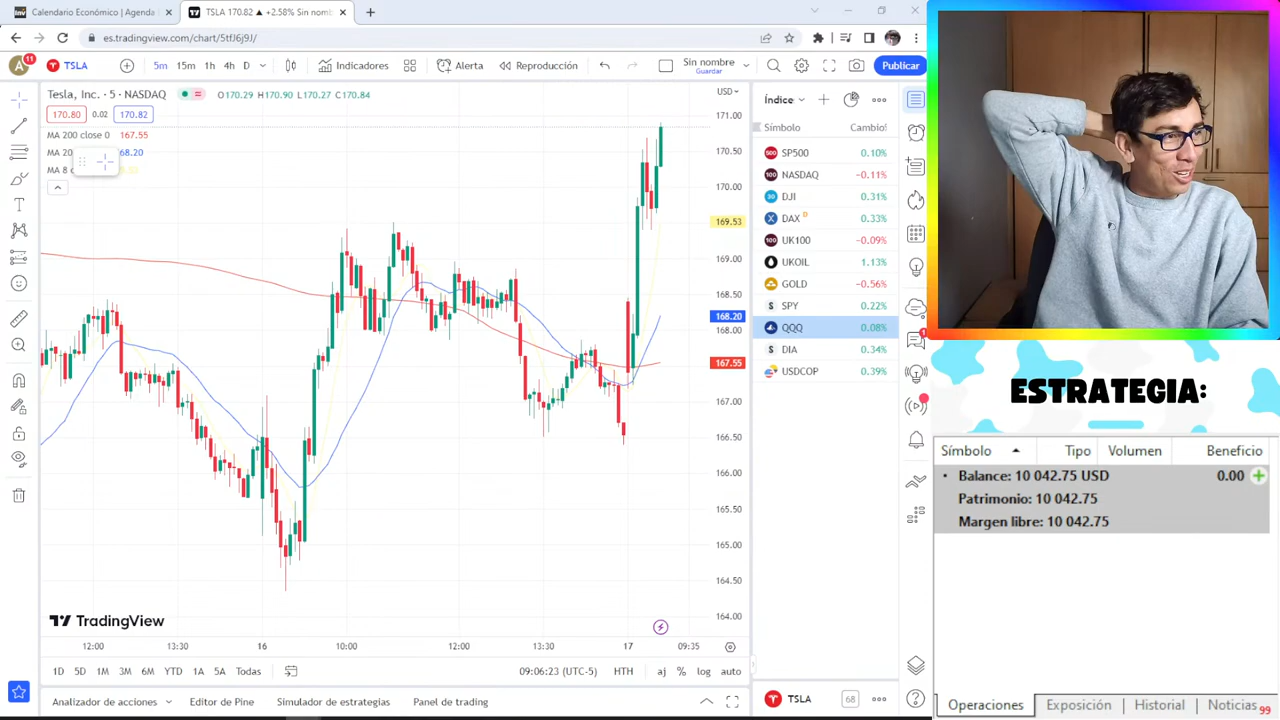 Calendario Económico | Agenda
TSLA 170.82 ▲ +2.58% Sin nomb
es.tradingview.com/chart/5tfJ6j9J/
A 11
TSLA
5m 15m 1h 4h D
Indicadores
Alerta
Reproducción
Sin nombre
Guardar
Publicar
Tesla, Inc. · 5 · NASDAQ
170.29 H170.90 L170.27 C170.84
170.80 0.02 170.82
MA 200 close 0 167.55
MA 20 68.20
MA 8
USD
171.00
170.50
170.00
169.53
169.00
168.50
168.20
168.00
167.55
167.00
166.50
166.00
165.50
165.00
164.50
164.00
TradingView
12:00 13:30 16 10:00 12:00 13:30 17 09:35
1D 5D 1M 3M 6M YTD 1A 5A Todas
09:06:23 (UTC-5) HTH aj % log auto
Analizador de acciones Editor de Pine Simulador de estrategias Panel de trading
Índice
Símbolo Cambio%
SP500 0.10%
NASDAQ −0.11%
DJI 0.31%
DAX D 0.33%
UK100 −0.09%
UKOIL 1.13%
GOLD −0.56%
SPY 0.22%
QQQ 0.08%
DIA 0.34%
USDCOP 0.39%
TSLA 68
ESTRATEGIA:
Símbolo Tipo Volumen Beneficio
Balance: 10 042.75 USD 0.00
Patrimonio: 10 042.75
Margen libre: 10 042.75
Operaciones Exposición Historial Noticias 99